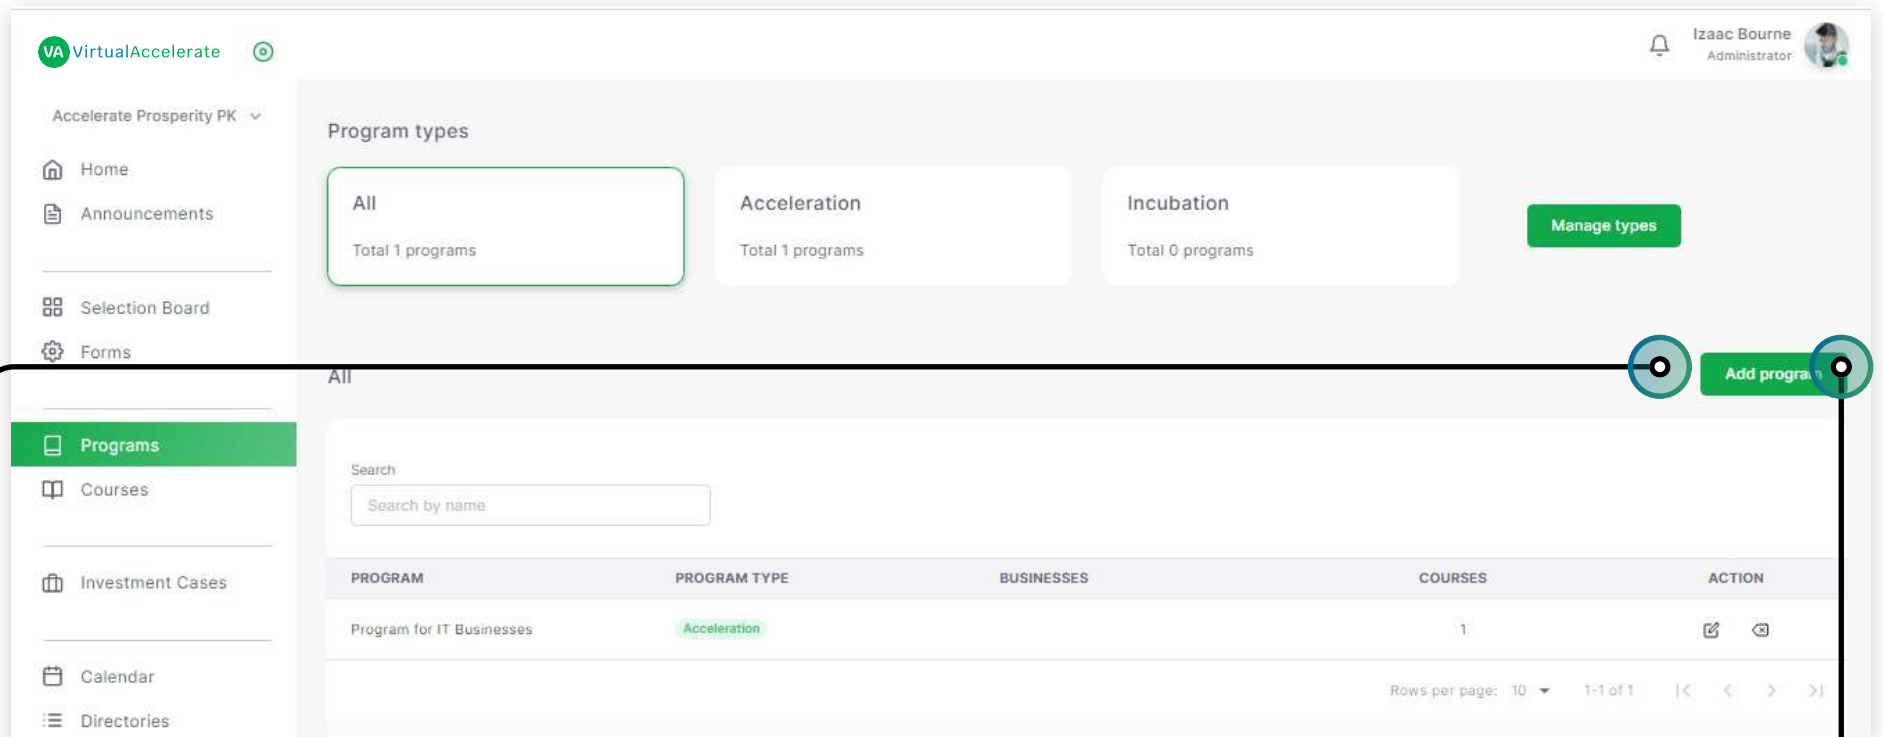 VA VirtualAccelerate
Izaac Bourne
Administrator
Accelerate Prosperity PK
Home
Announcements
Selection Board
Forms
Programs
Courses
Investment Cases
Calendar
Directories
Program types
All
Total 1 programs
Acceleration
Total 1 programs
Incubation
Total 0 programs
Manage types
All
Add program
Search
Search by name
PROGRAM PROGRAM TYPE BUSINESSES COURSES ACTION
Program for IT Businesses Acceleration 1
Rows per page: 10 1-1 of 1